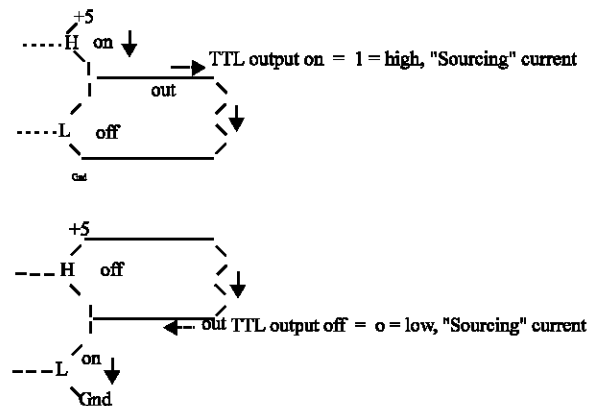 +5
H on
TTL output on = 1 = high, "Sourcing" current
out
L off
Gnd
+5
H off
out TTL output off = o = low, "Sourcing" current
on
L
Gnd